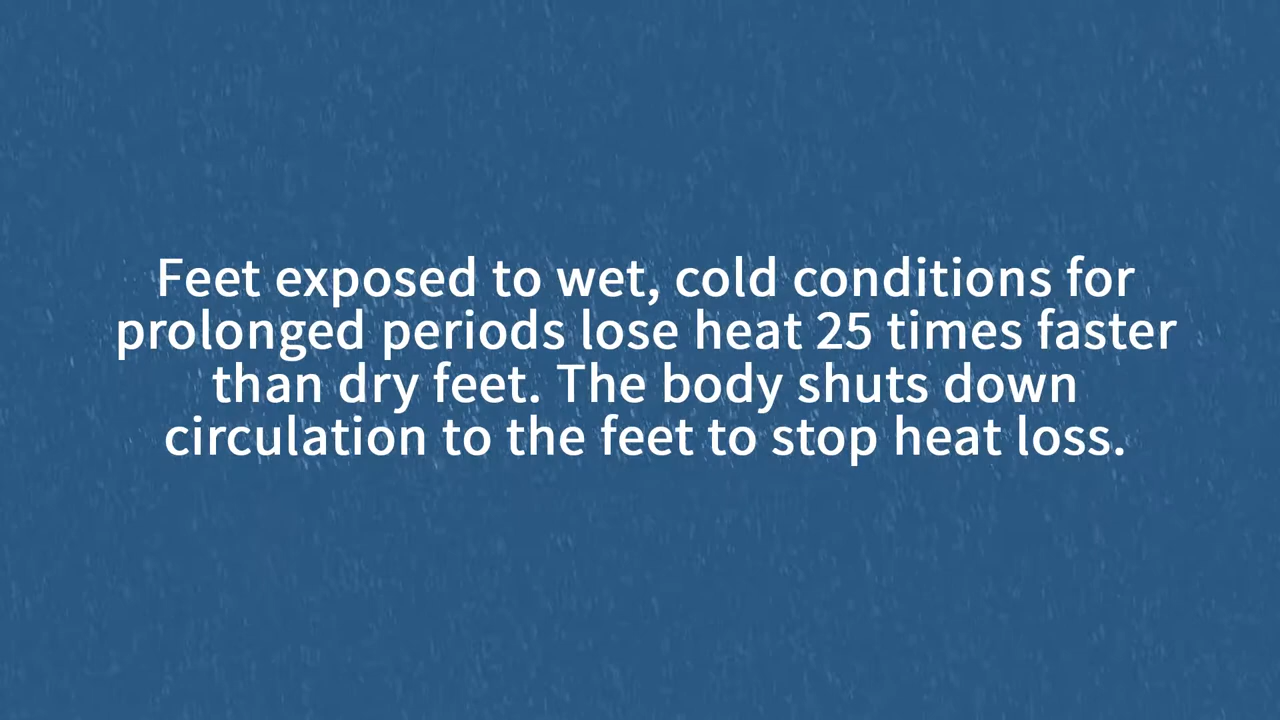 Feet exposed to wet, cold conditions for
prolonged periods lose heat 25 times faster
than dry feet. The body shuts down
circulation to the feet to stop heat loss.